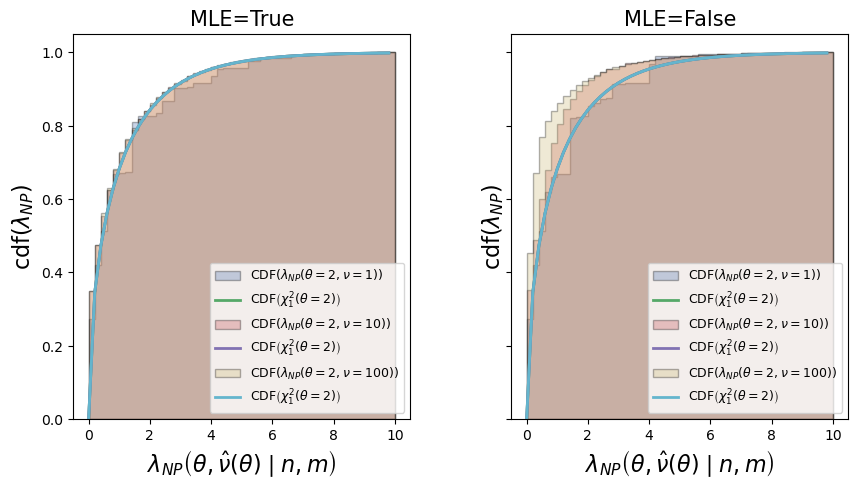 MLE=True
1.0
0.8
0.6
0.4
0.2
0.0
cdf(λ_NP)
CDF(λ_NP(θ = 2, ν = 1))
CDF(χ²₁(θ = 2))
CDF(λ_NP(θ = 2, ν = 10))
CDF(χ²₁(θ = 2))
CDF(λ_NP(θ = 2, ν = 100))
CDF(χ²₁(θ = 2))
0 2 4 6 8 10
λ_NP(θ, ν̂(θ) | n, m)
MLE=False
cdf(λ_NP)
CDF(λ_NP(θ = 2, ν = 1))
CDF(χ²₁(θ = 2))
CDF(λ_NP(θ = 2, ν = 10))
CDF(χ²₁(θ = 2))
CDF(λ_NP(θ = 2, ν = 100))
CDF(χ²₁(θ = 2))
0 2 4 6 8 10
λ_NP(θ, ν̂(θ) | n, m)